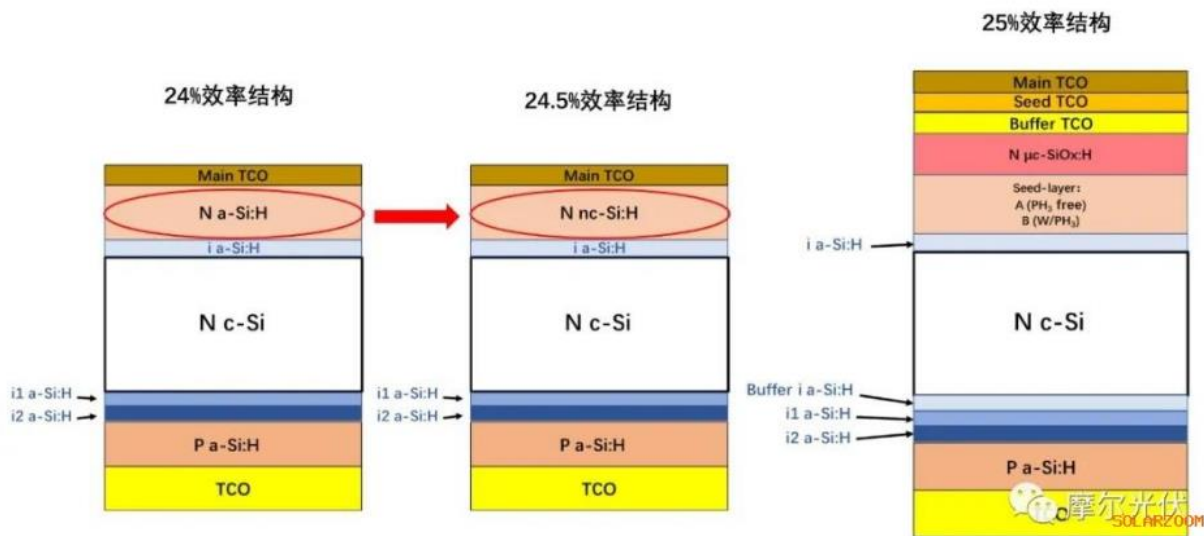 24%效率结构
Main TCO
N a-Si:H
i a-Si:H
N c-Si
i1 a-Si:H
i2 a-Si:H
P a-Si:H
TCO
24.5%效率结构
Main TCO
N nc-Si:H
i a-Si:H
N c-Si
i1 a-Si:H
i2 a-Si:H
P a-Si:H
TCO
25%效率结构
Main TCO
Seed TCO
Buffer TCO
N μc-SiOx:H
Seed-layer:
A (PH₃ free)
B (W/PH₃)
i a-Si:H
N c-Si
Buffer i a-Si:H
i1 a-Si:H
i2 a-Si:H
P a-Si:H
摩尔光伏
SOLARZOOM